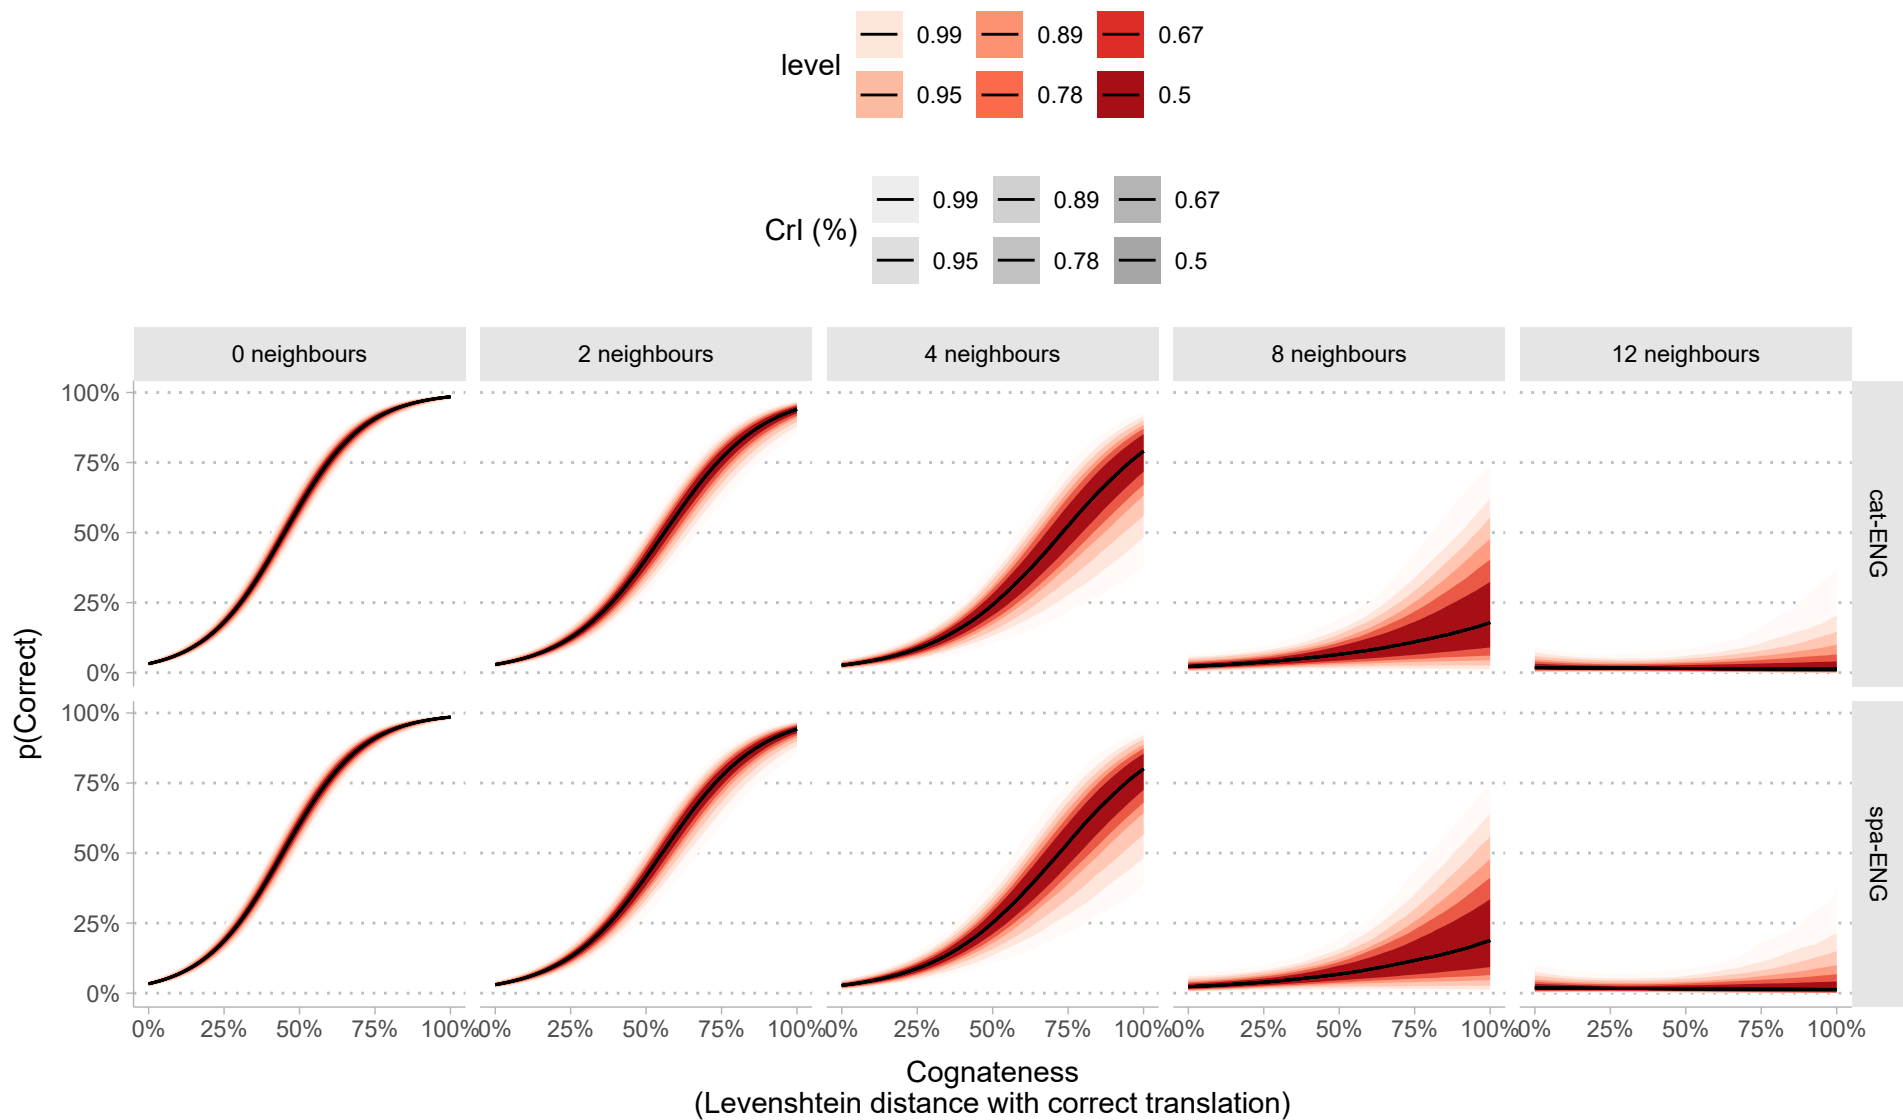 level
0.99 0.89 0.67
0.95 0.78 0.5
CrI (%)
0.99 0.89 0.67
0.95 0.78 0.5
0 neighbours 2 neighbours 4 neighbours 8 neighbours 12 neighbours
100%
75%
50%
25%
0%
cat-ENG
100%
75%
50%
25%
0%
spa-ENG
p(Correct)
0% 25% 50% 75% 100% 0% 25% 50% 75% 100% 0% 25% 50% 75% 100% 0% 25% 50% 75% 100% 0% 25% 50% 75% 100%
Cognateness
(Levenshtein distance with correct translation)